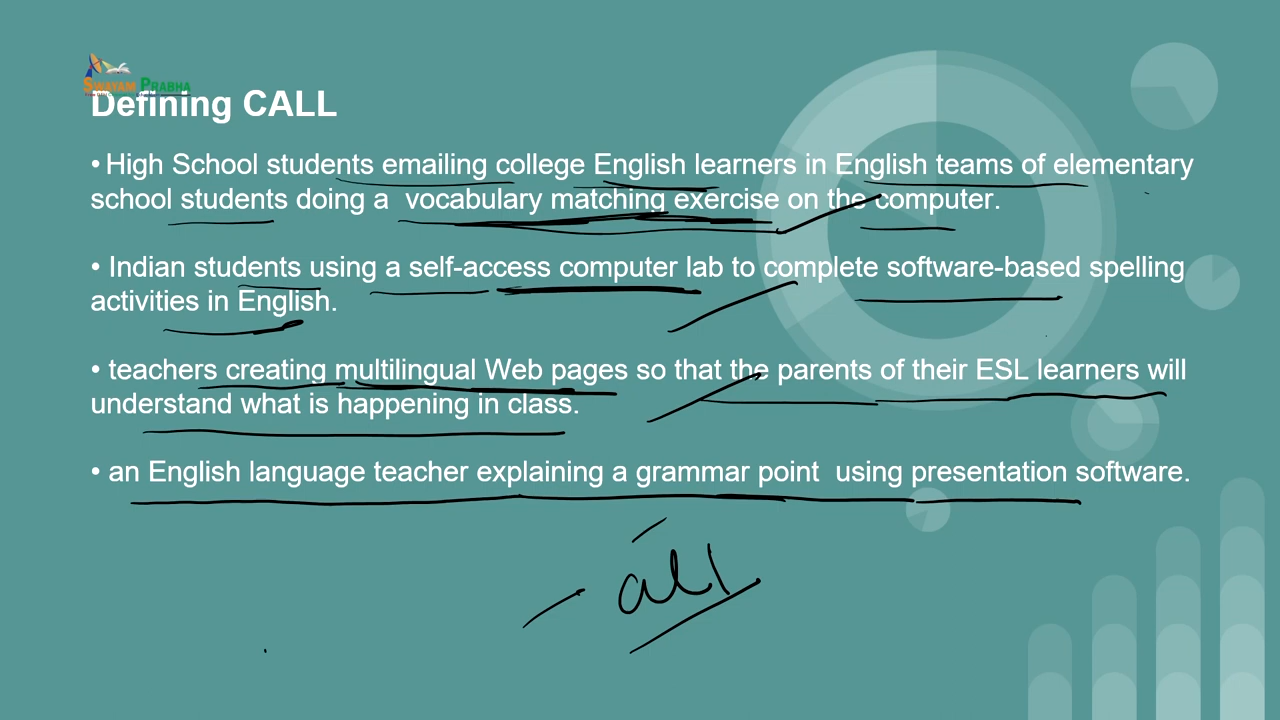 SWAYAM PRABHA
Defining CALL
• High School students emailing college English learners in English teams of elementary
school students doing a vocabulary matching exercise on the computer.
• Indian students using a self-access computer lab to complete software-based spelling
activities in English.
• teachers creating multilingual Web pages so that the parents of their ESL learners will
understand what is happening in class.
• an English language teacher explaining a grammar point using presentation software.
all